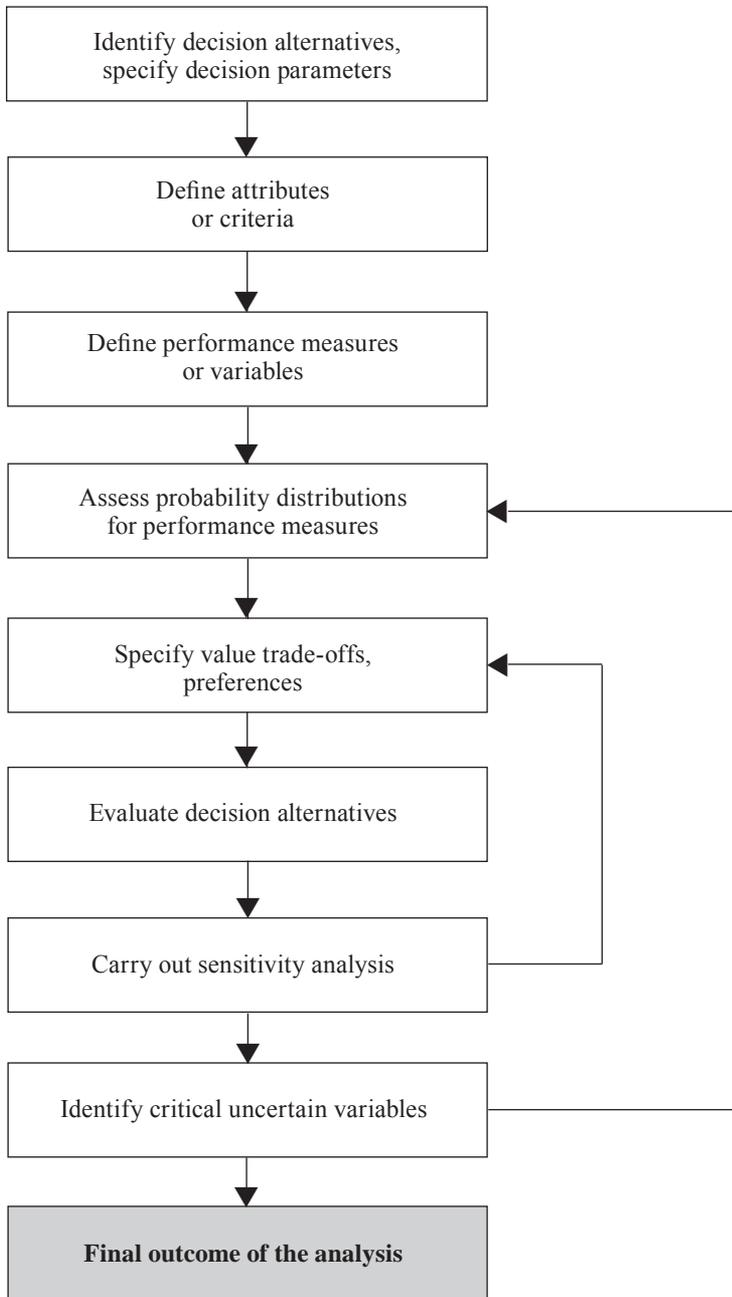 Identify decision alternatives,
specify decision parameters
Define attributes
or criteria
Define performance measures
or variables
Assess probability distributions
for performance measures
Specify value trade-offs,
preferences
Evaluate decision alternatives
Carry out sensitivity analysis
Identify critical uncertain variables
Final outcome of the analysis